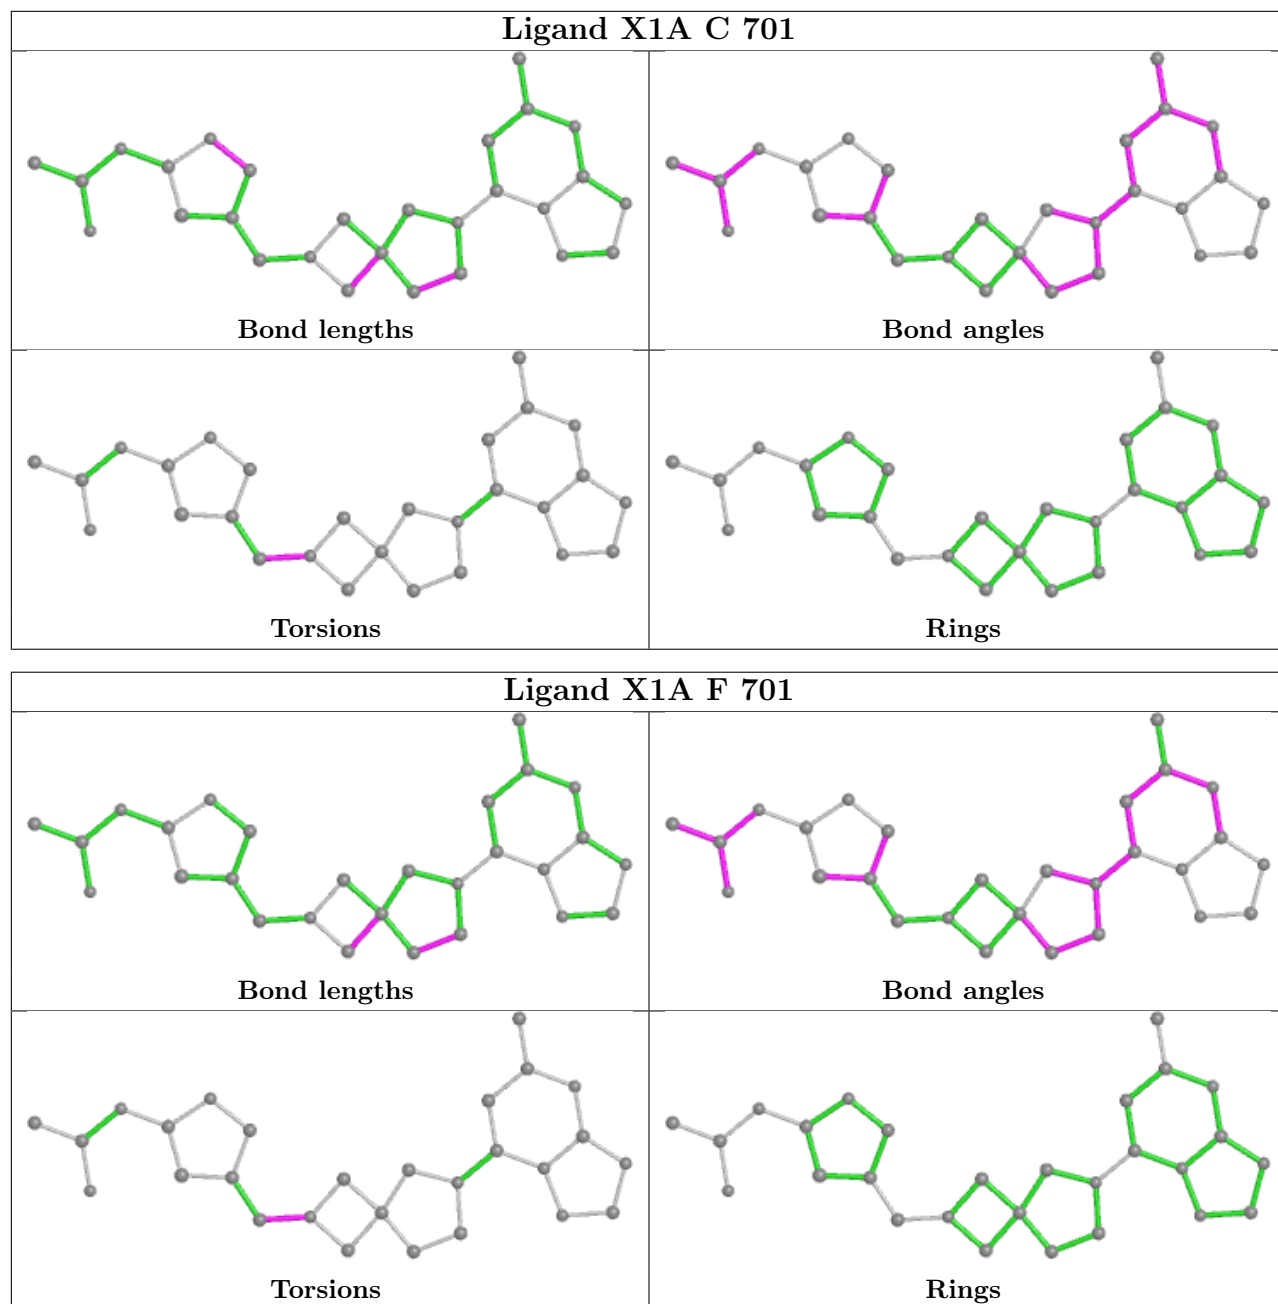 Ligand X1A C 701
Bond lengths
Bond angles
Torsions
Rings
Ligand X1A F 701
Bond lengths
Bond angles
Torsions
Rings